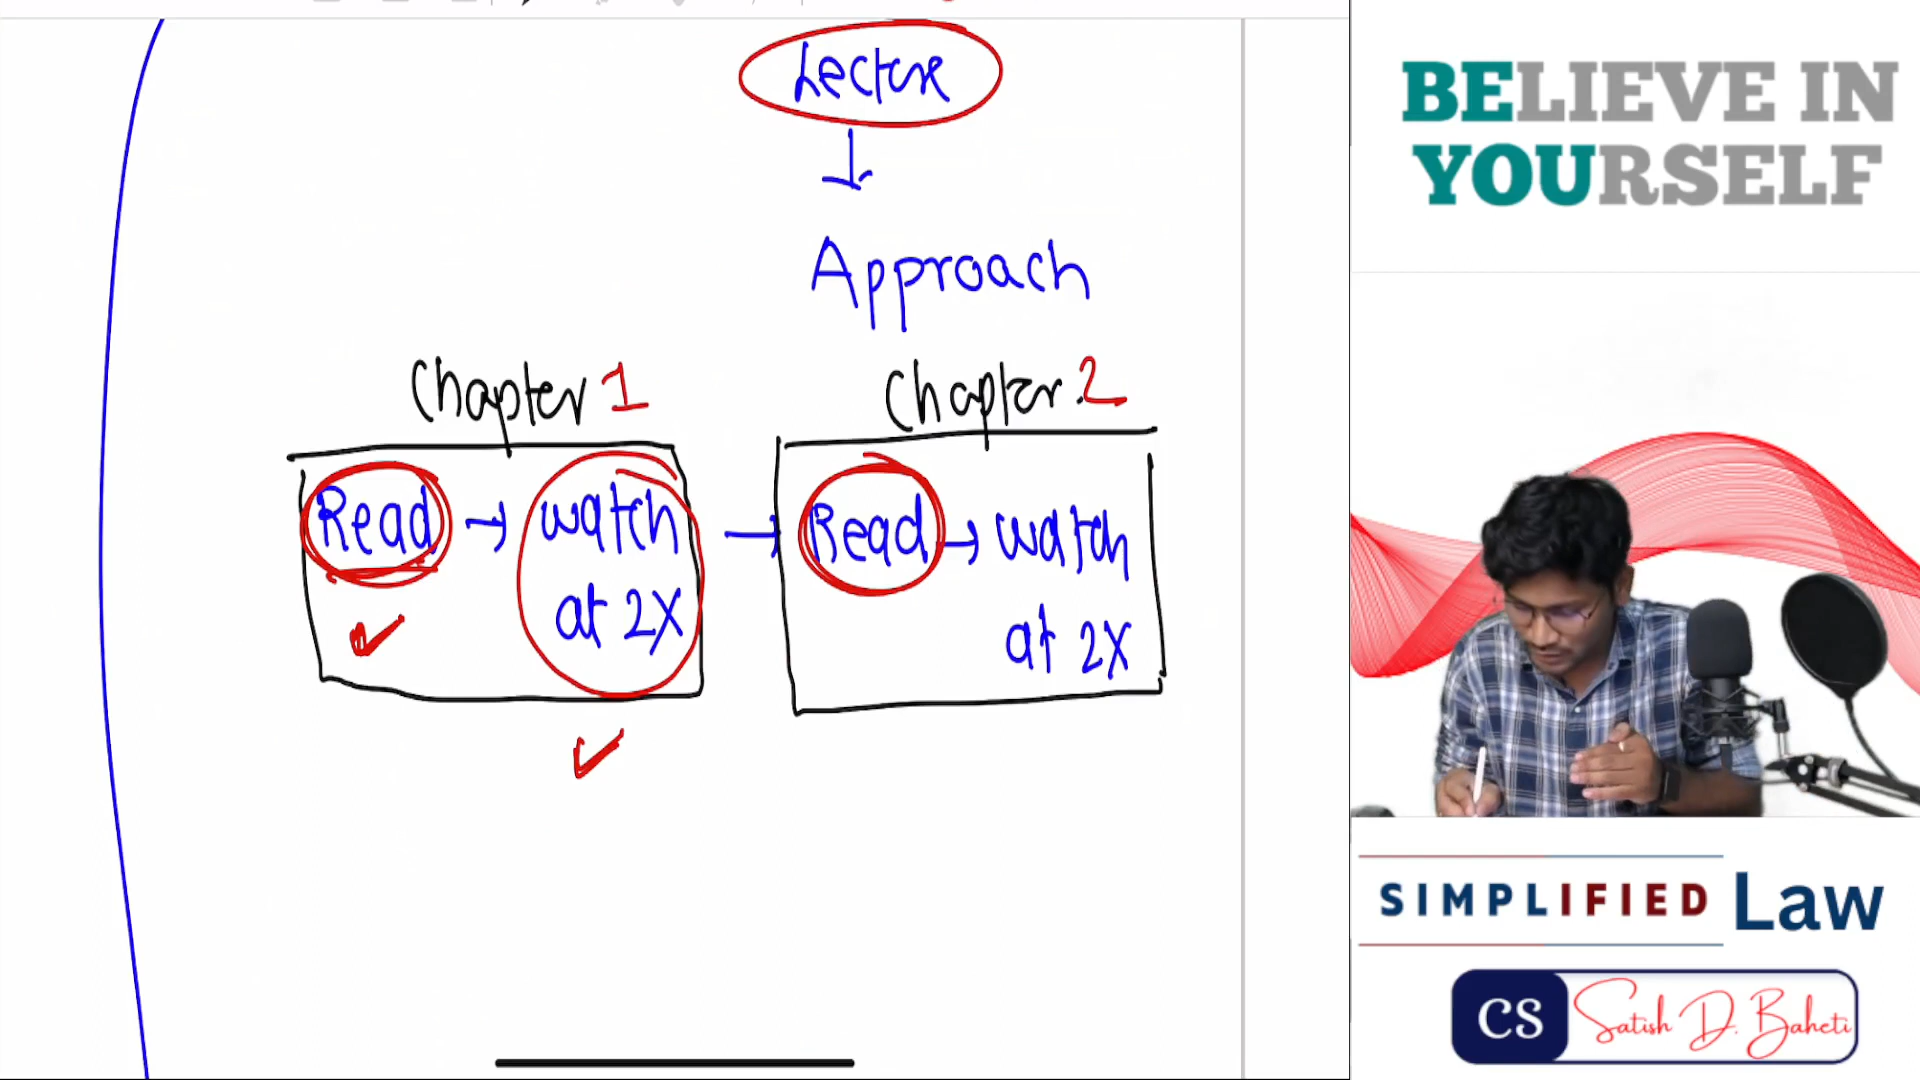 Lecture
Approach
Chapter 1
Chapter 2
Read → watch at 2X → Read → watch at 2X
BELIEVE IN
YOURSELF
SIMPLIFIED Law
CS Satish D. Baheti